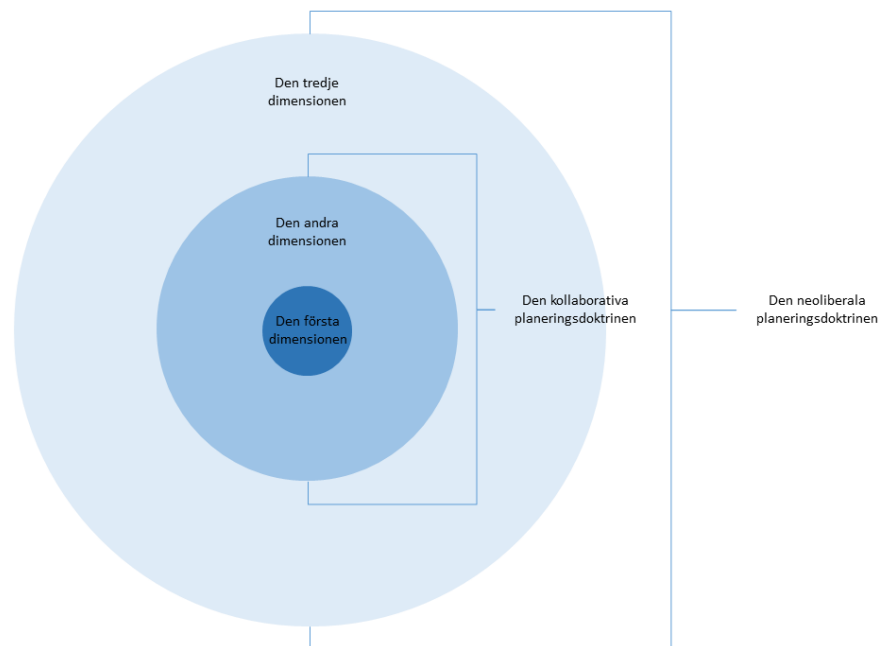 Den tredje
dimensionen
Den andra
dimensionen
Den första
dimensionen
Den kollaborativa
planeringsdoktrinen
Den neoliberala
planeringsdoktrinen